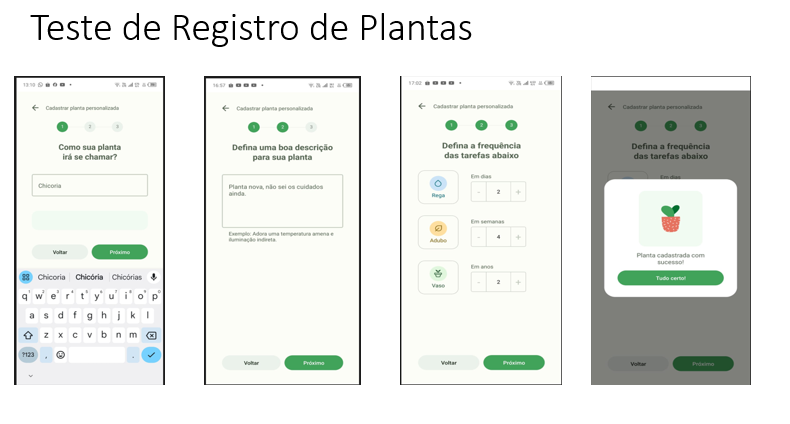 Teste de Registro de Plantas
Cadastrar planta personalizada
1 2 3
Como sua planta
irá se chamar?
Chicoria
Voltar
Próximo
Chicoria Chicória Chicórias
q w e r t y u i o p
a s d f g h j k l
z x c v b n m
?123 , .
16:57
Cadastrar planta personalizada
1 2 3
Defina uma boa descrição
para sua planta
Planta nova, não sei os cuidados
ainda.
Exemplo: Adora uma temperatura amena e
iluminação indireta.
Voltar
Próximo
17:02
Cadastrar planta personalizada
1 2 3
Defina a frequência
das tarefas abaixo
Em dias
Rega
- 2 +
Em semanas
Adubo
- 4 +
Em anos
Vaso
- 2 +
Voltar
Próximo
Cadastrar planta personalizada
1 2 3
Defina a frequência
das tarefas abaixo
Em dias
Planta cadastrada com
sucesso!
Tudo certo!
Voltar
Próximo